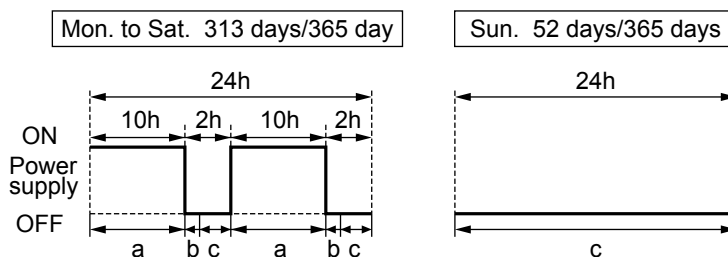 Mon. to Sat. 313 days/365 day
Sun. 52 days/365 days
24h
24h
10h 2h 10h 2h
ON
Power
supply
OFF
a b c a b c
c